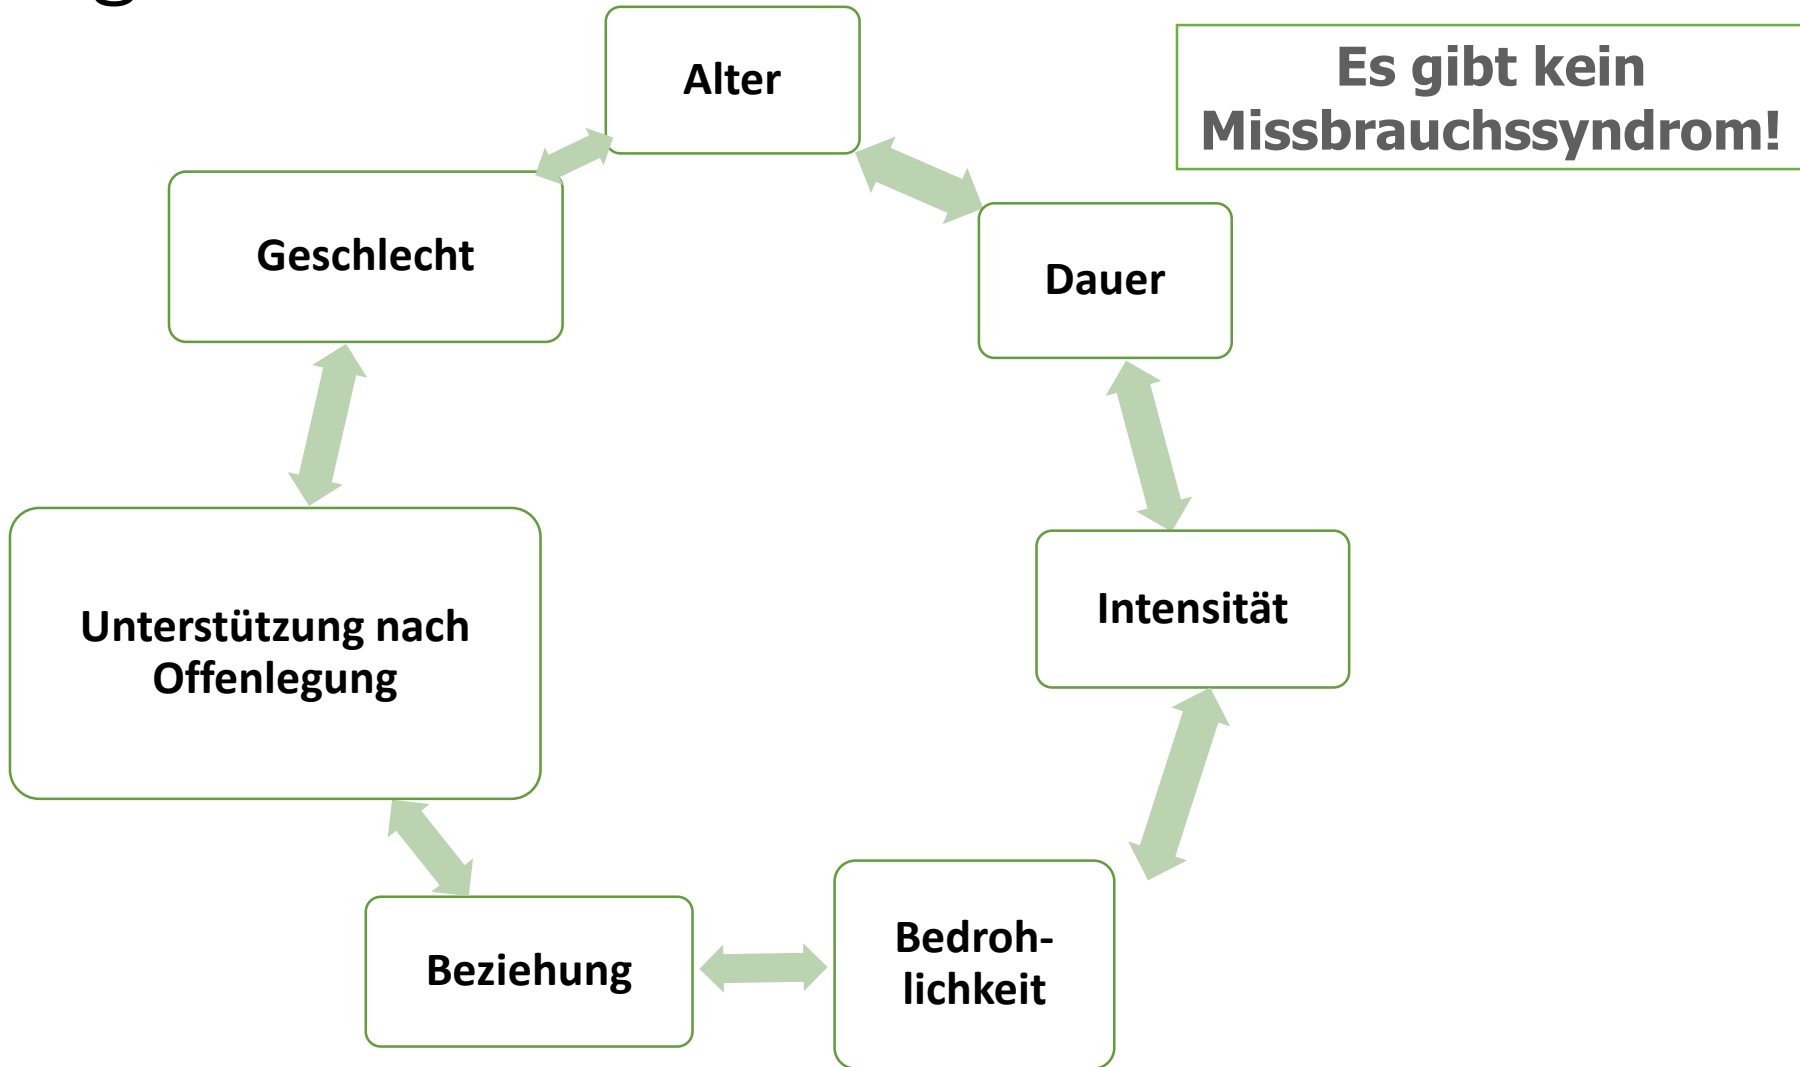 Alter
Es gibt kein
Missbrauchssyndrom!
Geschlecht
Dauer
Unterstützung nach
Offenlegung
Intensität
Beziehung
Bedroh-
lichkeit